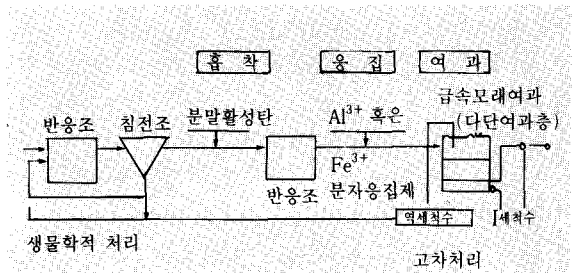 흡 착
응 집
여 과
급속모래여과
(다단여과층)
반응조
침전조
분말활성탄
Al³⁺ 혹은
Fe³⁺
분자응집제
반응조
역세척수
세척수
생물학적 처리
고차처리